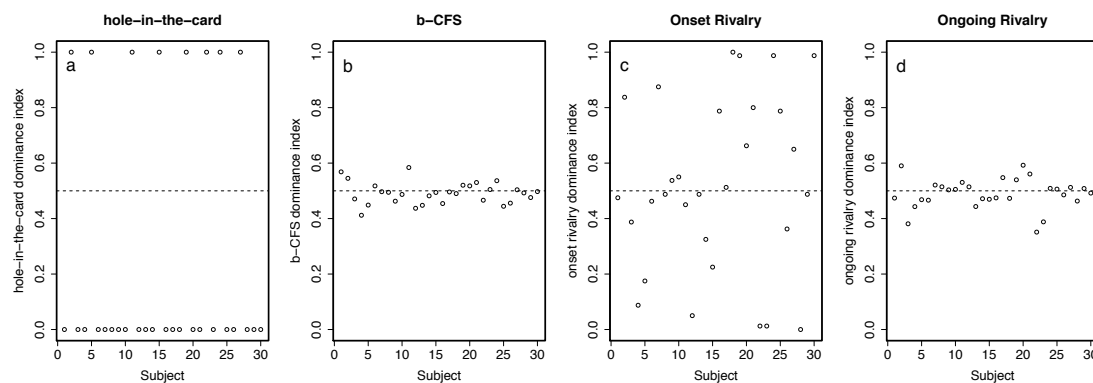 hole−in−the−card
b−CFS
Onset Rivalry
Ongoing Rivalry
a
b
c
d
hole-in-the-card dominance index
0.0 0.2 0.4 0.6 0.8 1.0
0 5 10 15 20 25 30
Subject
b-CFS dominance index
0.0 0.2 0.4 0.6 0.8 1.0
0 5 10 15 20 25 30
Subject
onset rivalry dominance index
0.0 0.2 0.4 0.6 0.8 1.0
0 5 10 15 20 25 30
Subject
ongoing rivalry dominance index
0.0 0.2 0.4 0.6 0.8 1.0
0 5 10 15 20 25 30
Subject